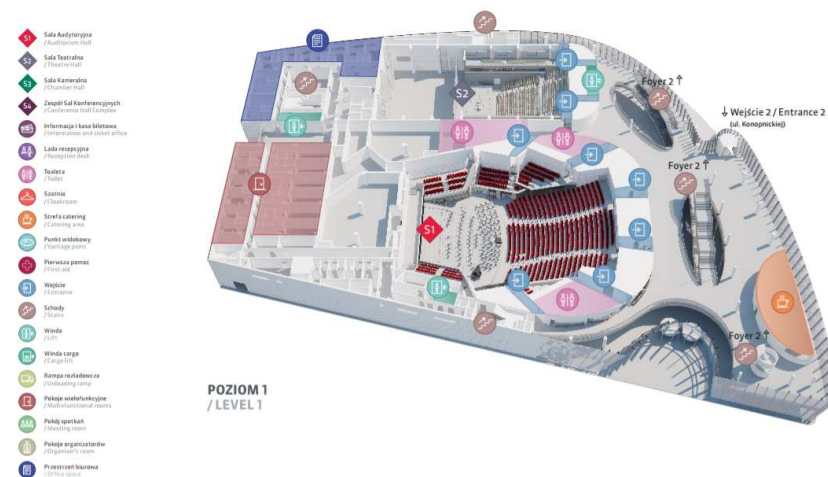 S1 Sala Audytoryjna
/ Auditorium Hall
S2 Sala Teatralna
/ Theatre Hall
S3 Sala Kameralna
/ Chamber Hall
S4 Zespół Sal Konferencyjnych
/ Conference Hall Complex
Informacja i kasa biletowa
/ Information and ticket office
Lada recepcyjna
/ Reception desk
Toaleta
/ Toilet
Szatnia
/ Cloakroom
Strefa catering
/ Catering area
Punkt widokowy
/ Vantage point
Pierwsza pomoc
/ First aid
Wejście
/ Entrance
Schody
/ Stairs
Winda
/ Lift
Winda cargo
/ Cargo lift
Rampa rozładowcza
/ Unloading ramp
Pokoje wielofunkcyjne
/ Multifunctional rooms
Pokój spotkań
/ Meeting room
Pokoje organizatorów
/ Organiser's room
Przestrzeń biurowa
/ Office space
S2
S1
Foyer 2 ↑
↓ Wejście 2 / Entrance 2
(ul. Konopnickiej)
Foyer 2 ↑
Foyer 2 ↑
POZIOM 1
/ LEVEL 1